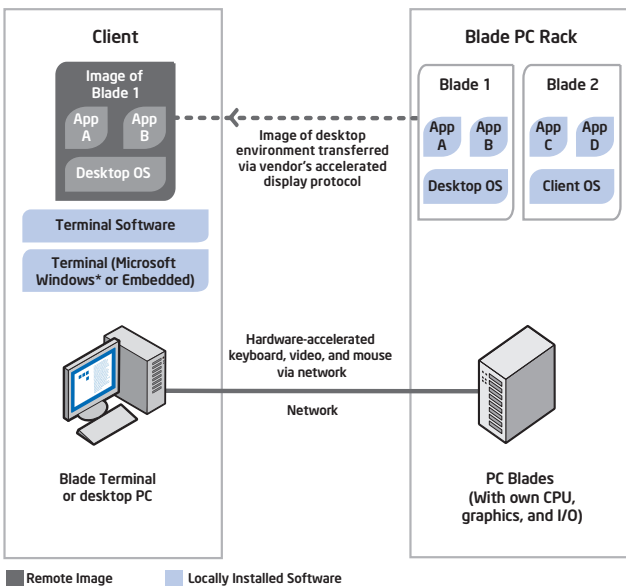 Client
Image of
Blade 1
App
A
App
B
Desktop OS
Terminal Software
Terminal (Microsoft
Windows* or Embedded)
Image of desktop
environment transferred
via vendor's accelerated
display protocol
Blade PC Rack
Blade 1
App
A
App
B
Desktop OS
Blade 2
App
C
App
D
Client OS
Hardware-accelerated
keyboard, video, and mouse
via network
Network
Blade Terminal
or desktop PC
PC Blades
(With own CPU,
graphics, and I/O)
Remote Image
Locally Installed Software